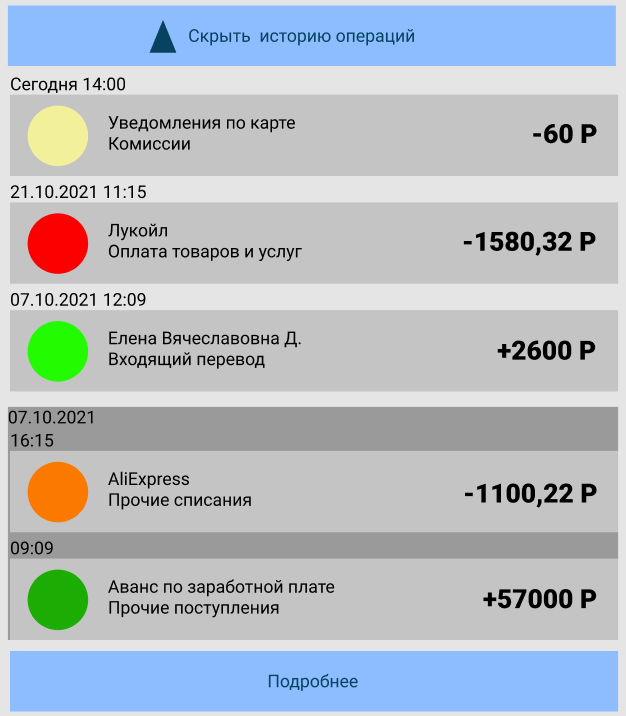 Скрыть историю операций
Сегодня 14:00
Уведомления по карте
Комиссии
-60 Р
21.10.2021 11:15
Лукойл
Оплата товаров и услуг
-1580,32 Р
07.10.2021 12:09
Елена Вячеславовна Д.
Входящий перевод
+2600 Р
07.10.2021
16:15
AliExpress
Прочие списания
-1100,22 Р
09:09
Аванс по заработной плате
Прочие поступления
+57000 Р
Подробнее